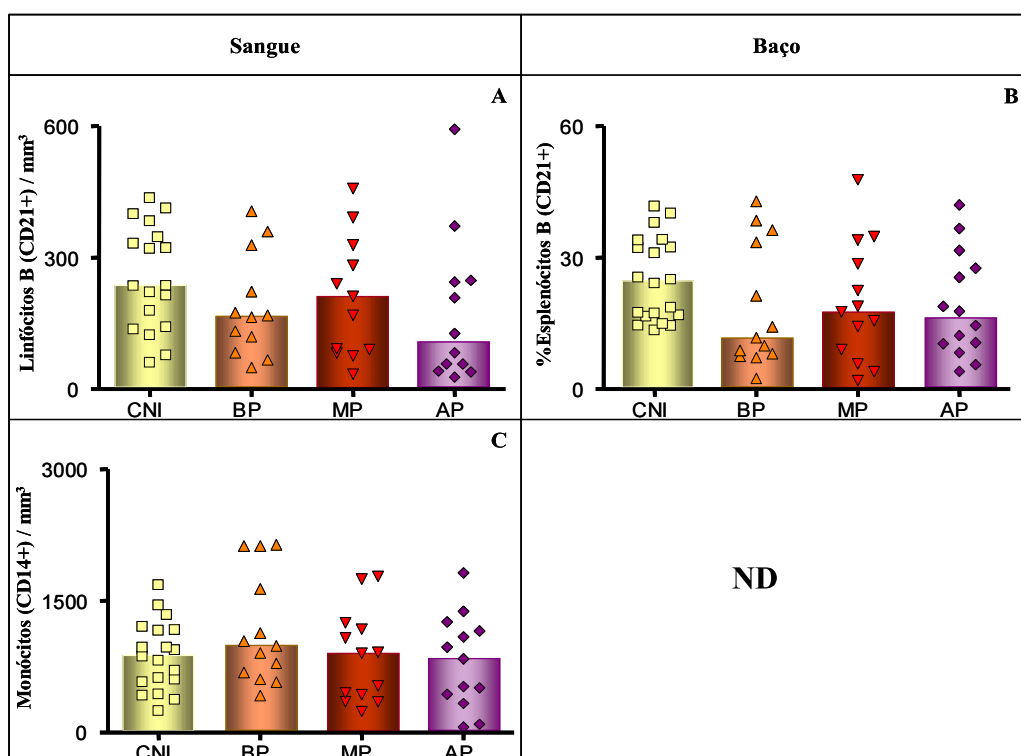 Sangue
Baço
A
Linfócitos B (CD21+) / mm³
600
300
0
CNI
BP
MP
AP
B
%Esplenócitos B (CD21+)
60
30
0
CNI
BP
MP
AP
C
Monócitos (CD14+) / mm³
3000
1500
0
CNI
BP
MP
AP
ND